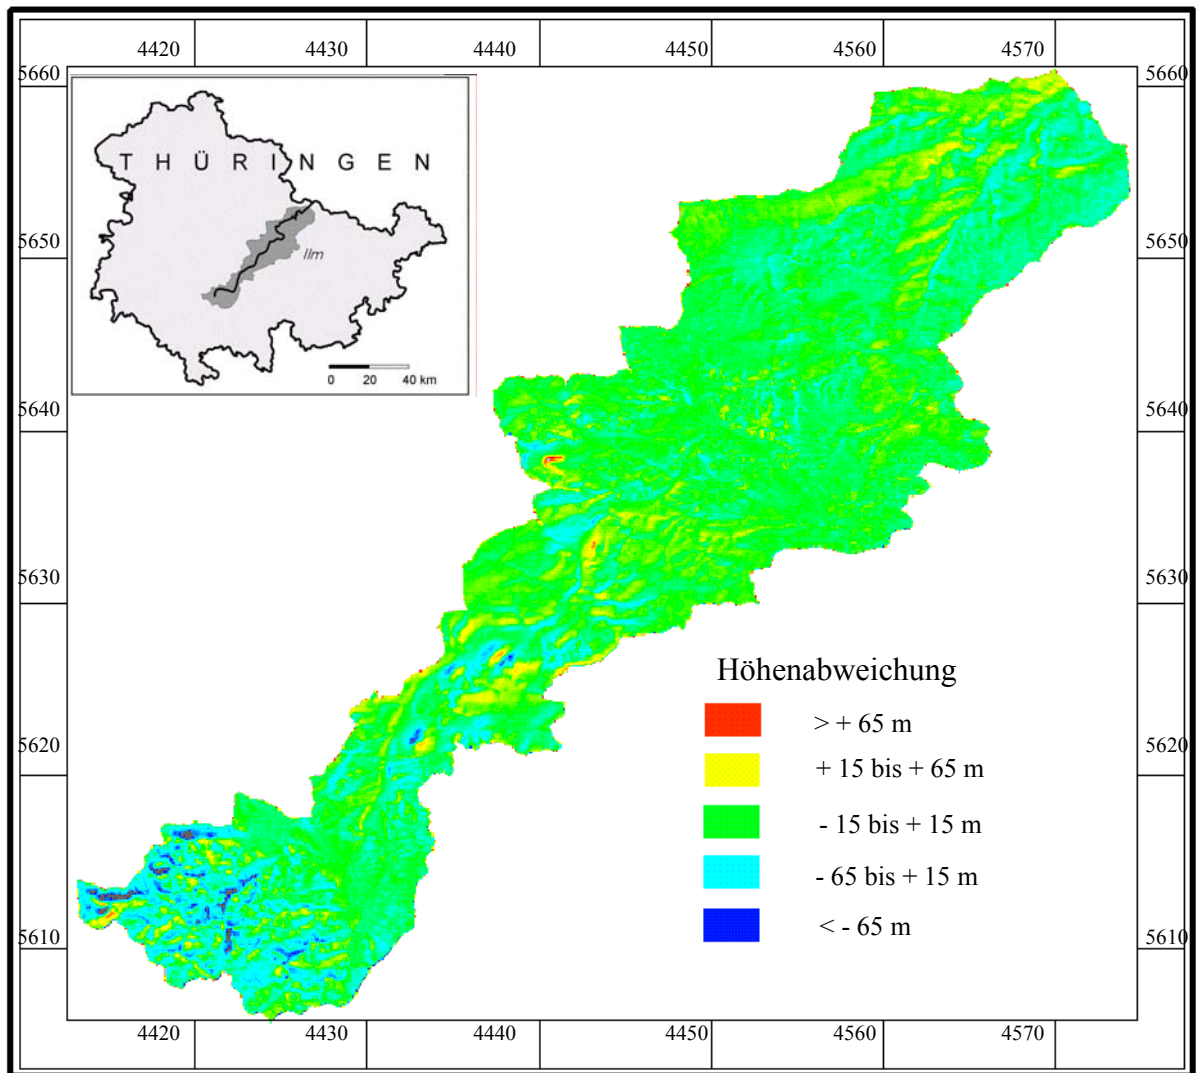 4420 4430 4440 4450 4560 4570
5660 5660
THÜRINGEN
Ilm
0 20 40 km
5650 5650
5640 5640
5630 5630
Höhenabweichung
> + 65 m
+ 15 bis + 65 m
- 15 bis + 15 m
- 65 bis + 15 m
< - 65 m
5620 5620
5610 5610
4420 4430 4440 4450 4560 4570